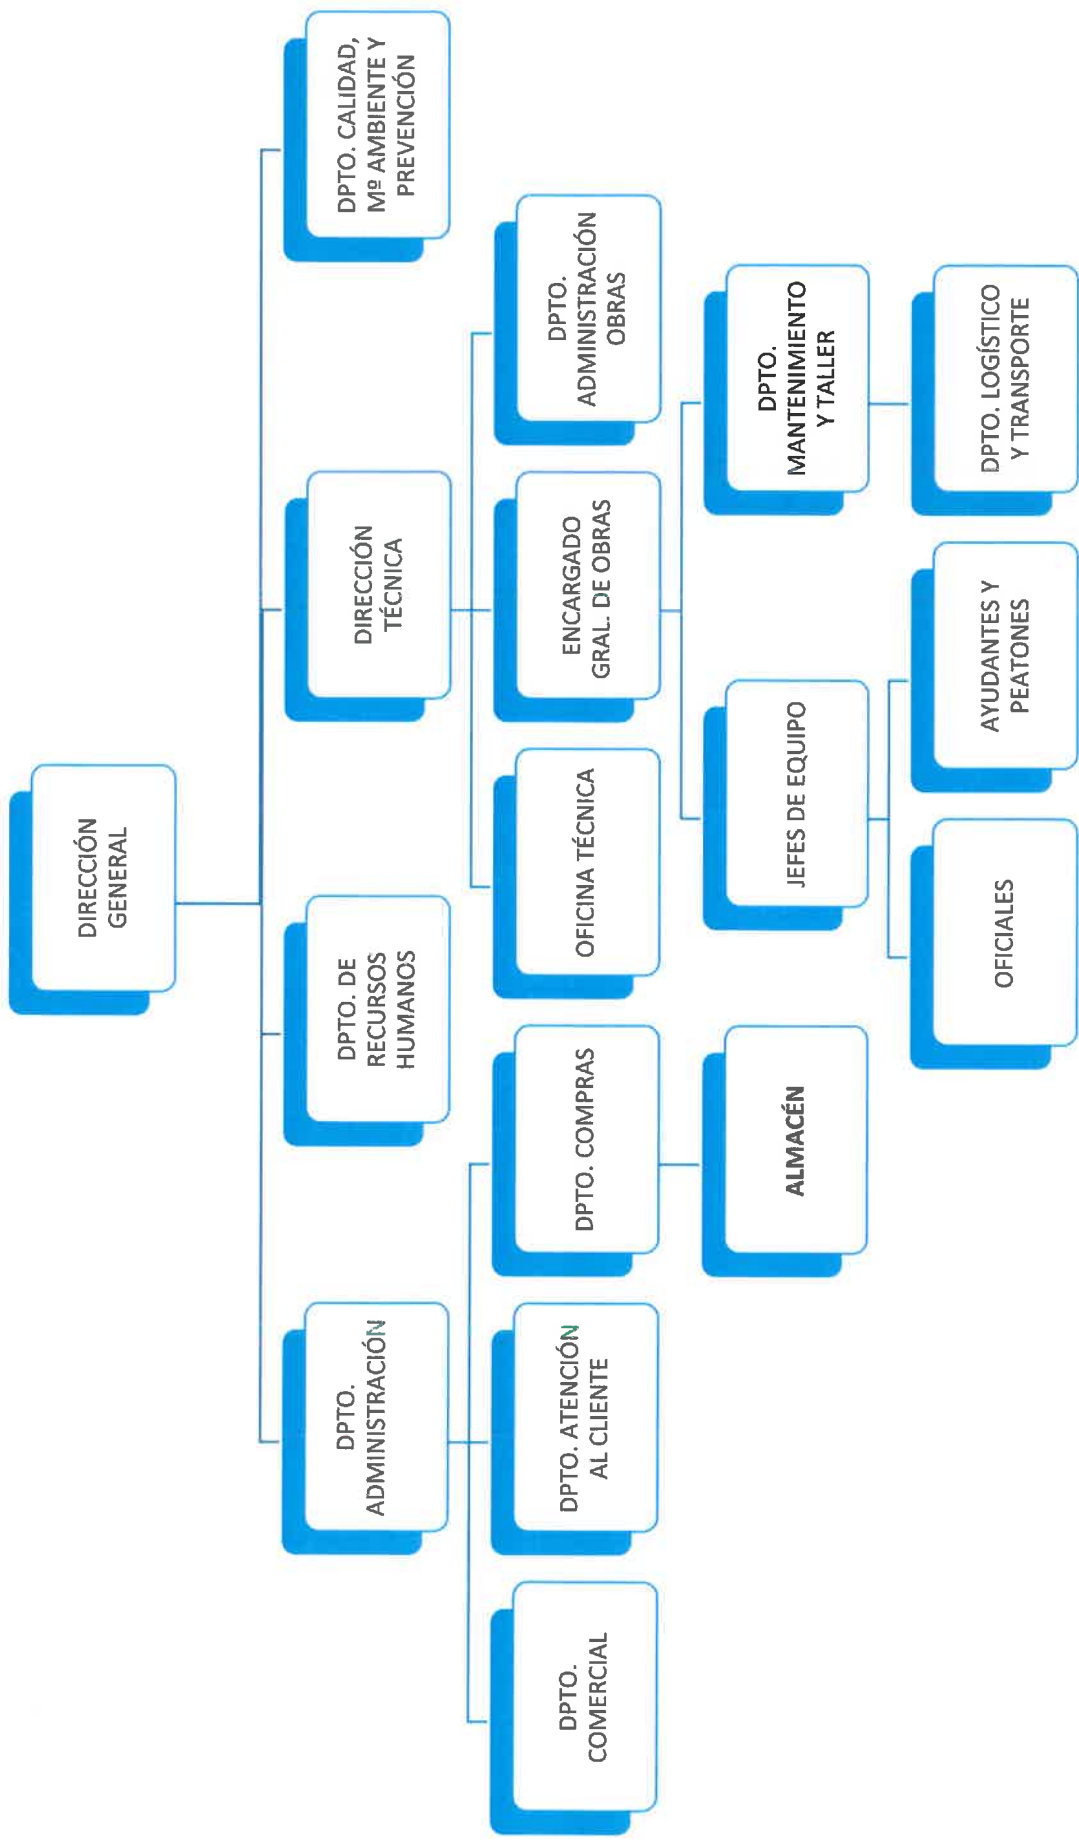 DIRECCIÓN
GENERAL
DPTO.
ADMINISTRACIÓN
DPTO. DE
RECURSOS
HUMANOS
DIRECCIÓN
TÉCNICA
DPTO. CALIDAD,
Mº AMBIENTE Y
PREVENCIÓN
DPTO.
COMERCIAL
DPTO. ATENCIÓN
AL CLIENTE
DPTO. COMPRAS
OFICINA TÉCNICA
ENCARGADO
GRAL. DE OBRAS
DPTO.
ADMINISTRACIÓN
OBRAS
ALMACÉN
JEFES DE EQUIPO
DPTO.
MANTENIMIENTO
Y TALLER
OFICIALES
AYUDANTES Y
PEATONES
DPTO. LOGÍSTICO
Y TRANSPORTE